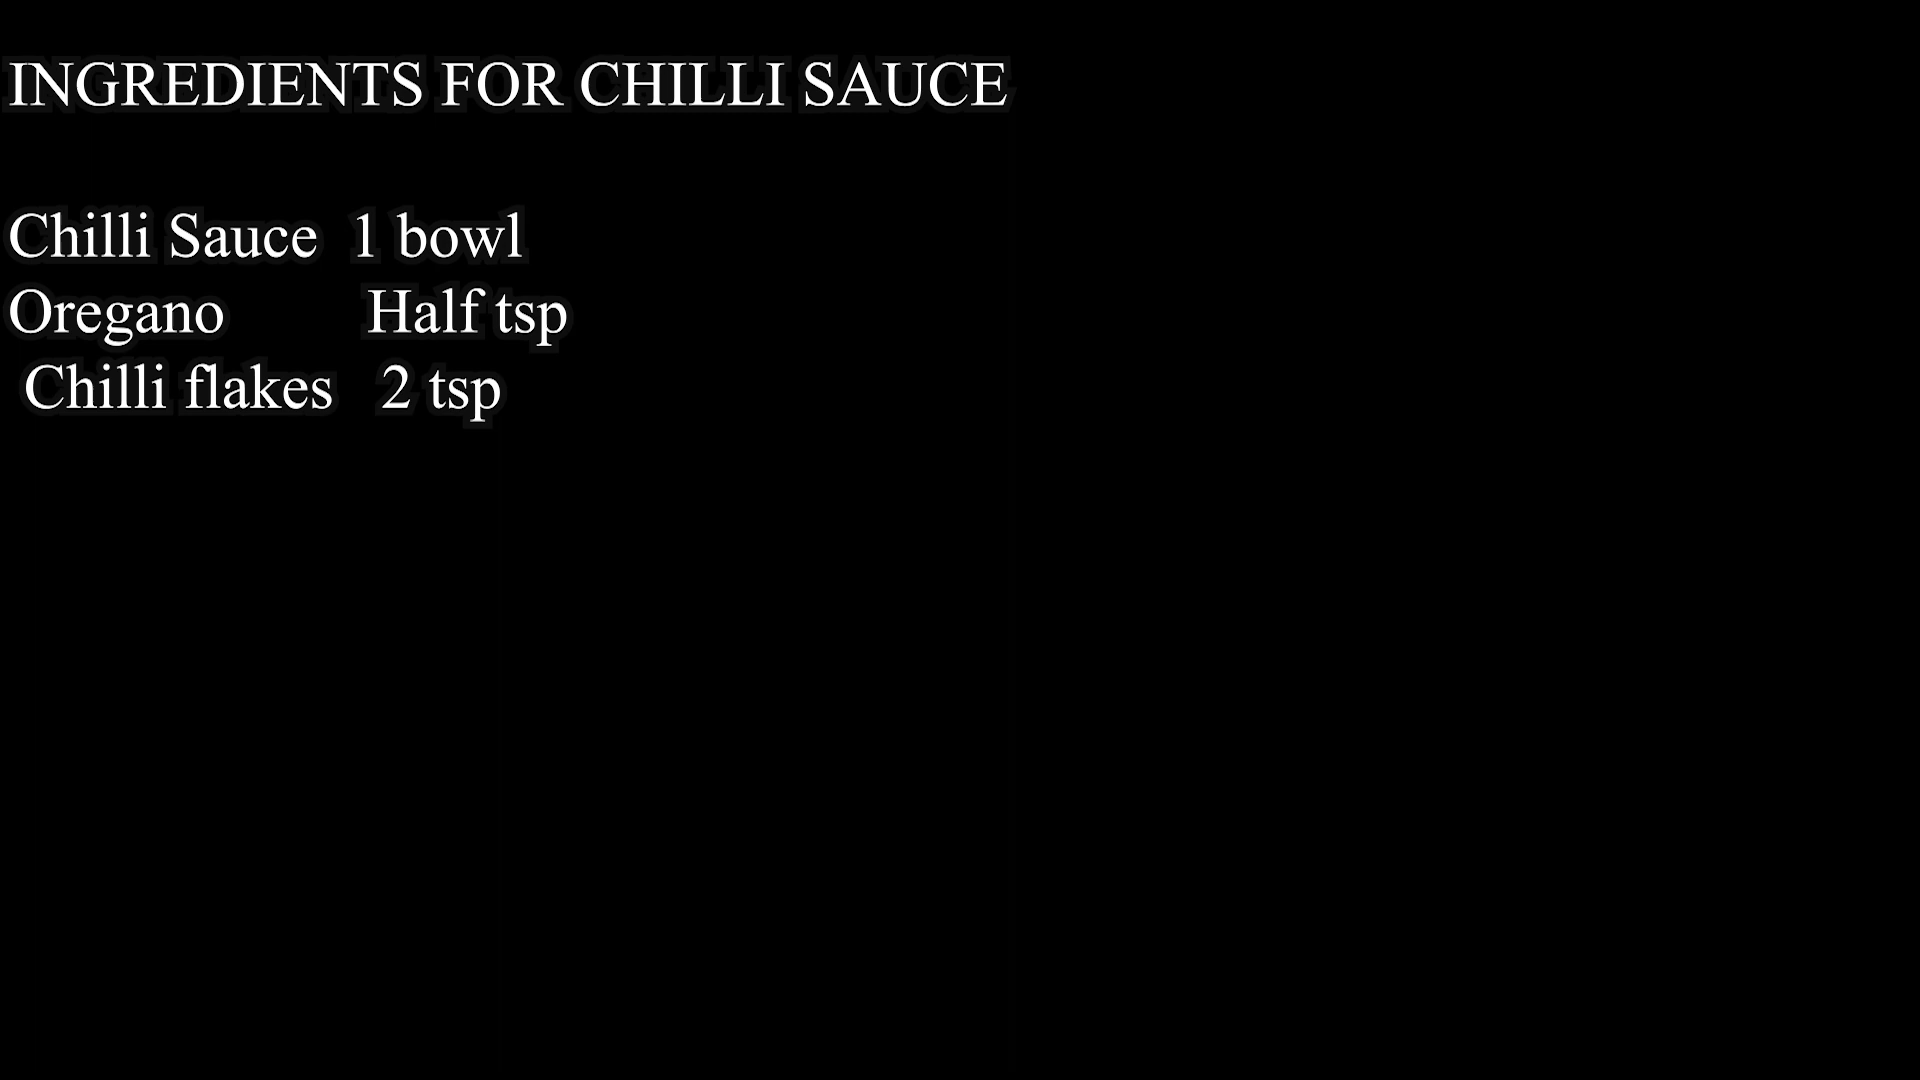 INGREDIENTS FOR CHILLI SAUCE
Chilli Sauce 1 bowl
Oregano Half tsp
Chilli flakes 2 tsp